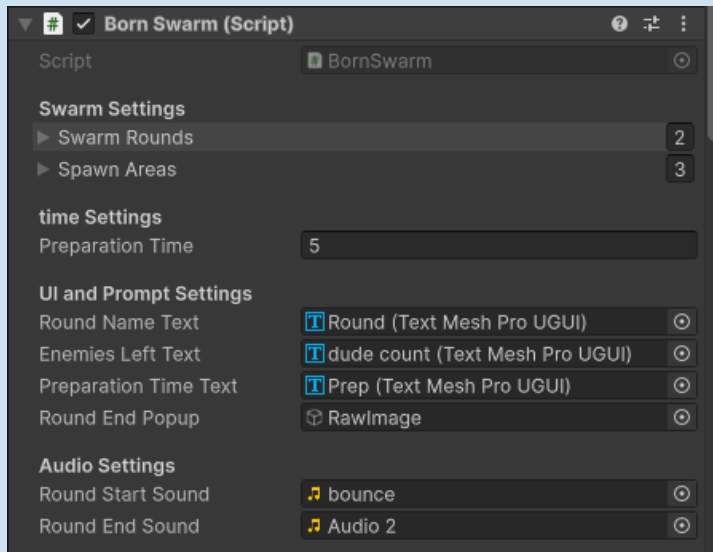 Born Swarm (Script)
Script BornSwarm
Swarm Settings
Swarm Rounds 2
Spawn Areas 3
time Settings
Preparation Time 5
UI and Prompt Settings
Round Name Text Round (Text Mesh Pro UGUI)
Enemies Left Text dude count (Text Mesh Pro UGUI)
Preparation Time Text Prep (Text Mesh Pro UGUI)
Round End Popup RawImage
Audio Settings
Round Start Sound bounce
Round End Sound Audio 2